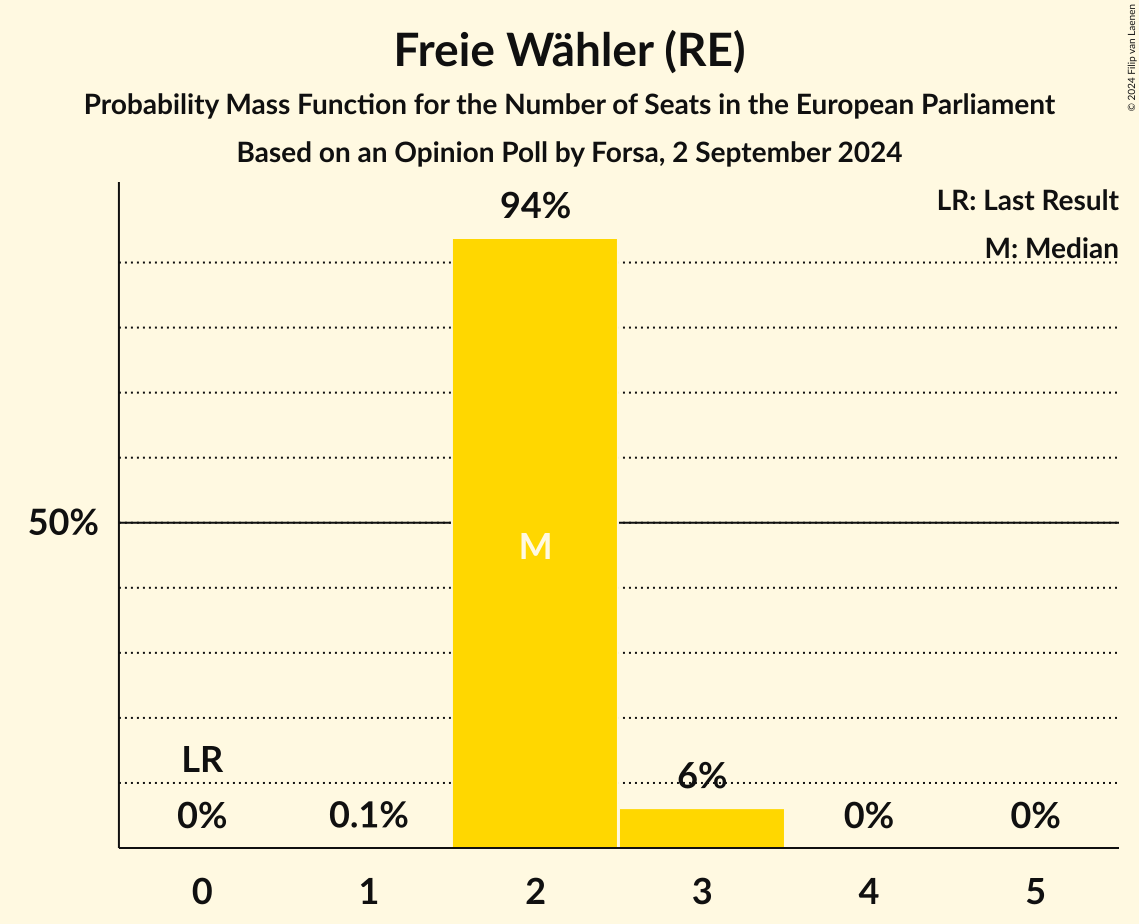 Freie Wähler (RE)
Probability Mass Function for the Number of Seats in the European Parliament
Based on an Opinion Poll by Forsa, 2 September 2024
© 2024 Filip van Laenen
LR: Last Result
M: Median
94%
50%
M
LR
0%
0.1%
6%
0%
0%
0
1
2
3
4
5